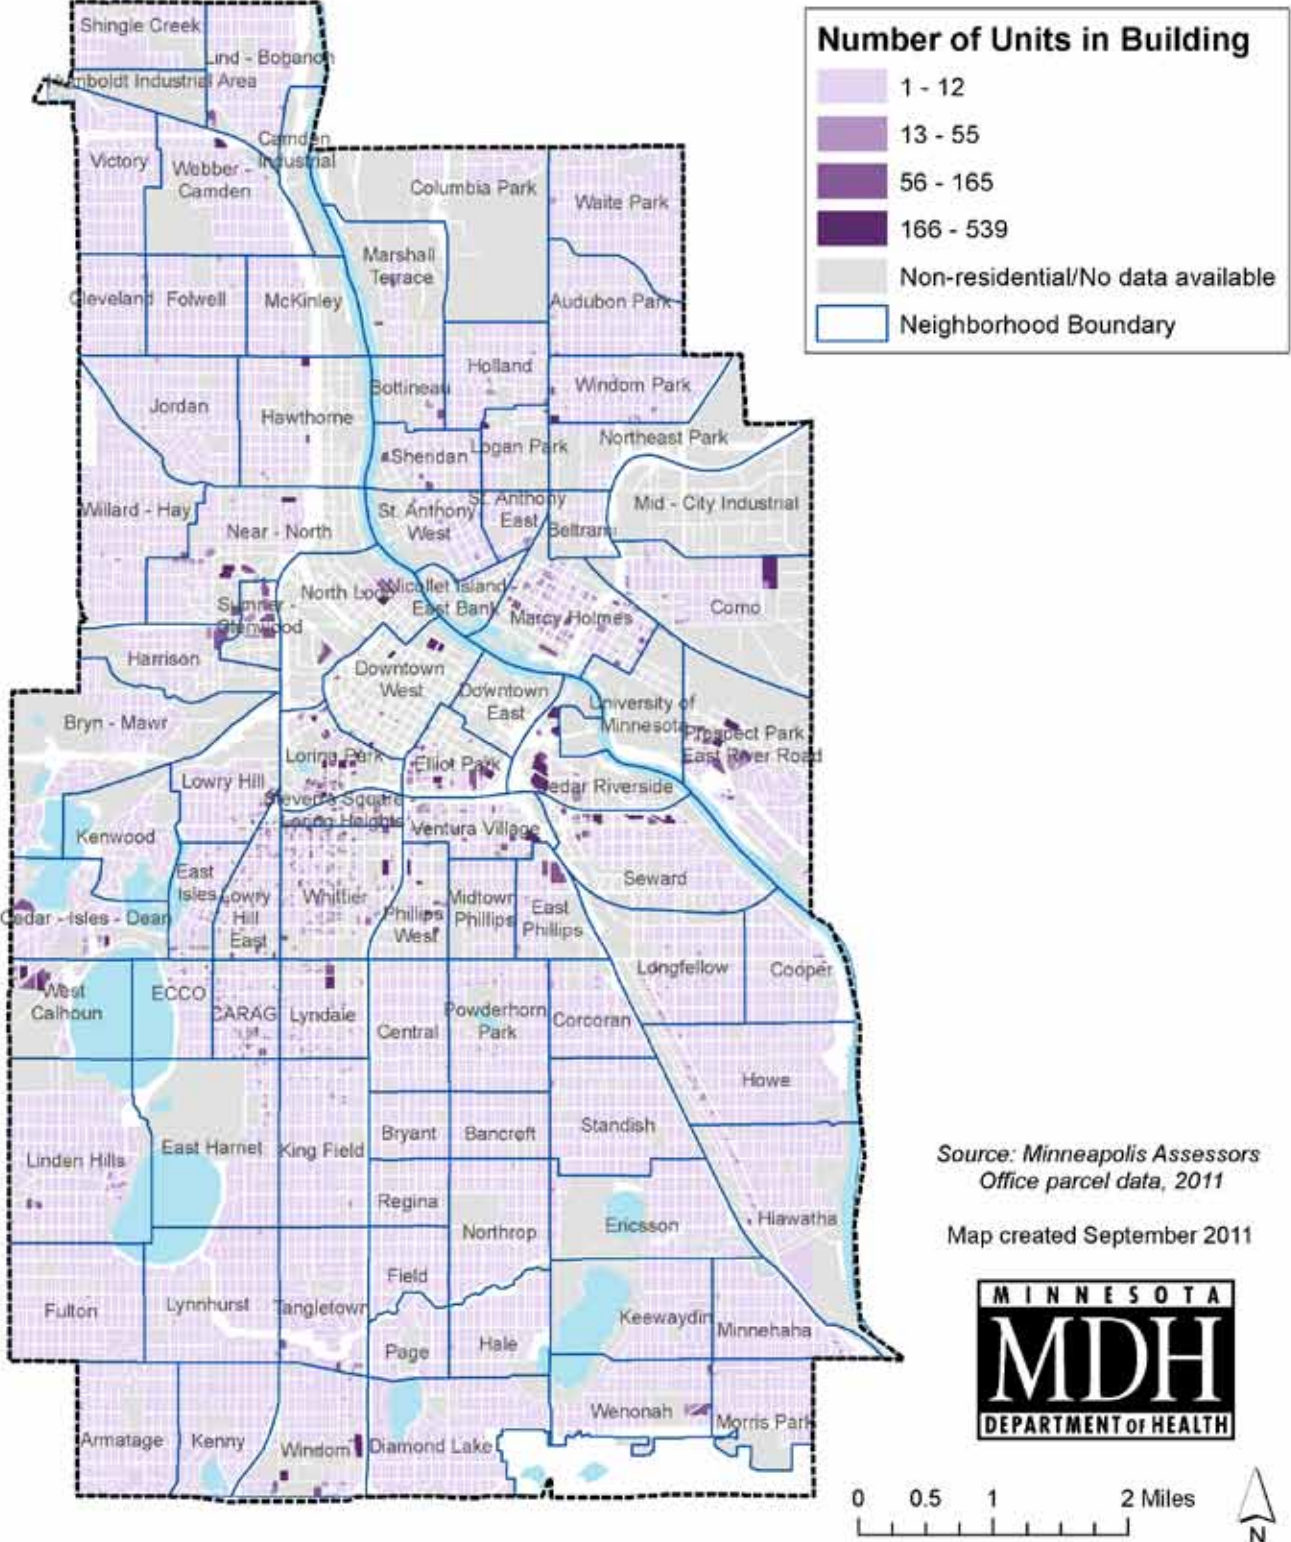 Shingle Creek
Lind - Bohanon
Humboldt Industrial Area
Camden
Industrial
Victory
Webber -
Camden
Columbia Park
Waite Park
Marshall
Terrace
Cleveland
Folwell
McKinley
Audubon Park
Holland
Bottineau
Windom Park
Jordan
Hawthorne
Northeast Park
Logan Park
Sheridan
Willard - Hay
Near - North
St. Anthony
West
St. Anthony
East
Beltrami
Mid - City Industrial
North Loop
Nicollet Island -
East Bank
Marcy Holmes
Como
Sumner -
Glenwood
Harrison
Downtown
West
Downtown
East
University of
Minnesota
Prospect Park
East River Road
Bryn - Mawr
Loring Park
Elliot Park
Cedar Riverside
Lowry Hill
Steven's Square -
Loring Heights
Ventura Village
Kenwood
East
Isles
Lowry
Hill
East
Whittier
Phillips
West
Midtown
Phillips
East
Phillips
Seward
Cedar - Isles - Dean
Longfellow
Cooper
West
Calhoun
ECCO
CARAG
Lyndale
Central
Powderhorn
Park
Corcoran
Howe
Linden Hills
East Harriet
King Field
Bryant
Bancroft
Standish
Regina
Northrop
Ericsson
Hiawatha
Field
Fulton
Lynnhurst
Tangletown
Page
Hale
Keewaydin
Minnehaha
Armatage
Kenny
Windom
Diamond Lake
Wenonah
Morris Park
Number of Units in Building
1 - 12
13 - 55
56 - 165
166 - 539
Non-residential/No data available
Neighborhood Boundary
Source: Minneapolis Assessors
Office parcel data, 2011
Map created September 2011
MINNESOTA
MDH
DEPARTMENT OF HEALTH
0 0.5 1 2 Miles
N